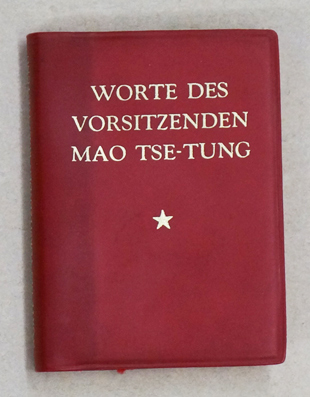 WORTE DES
VORSITZENDEN
MAO TSE-TUNG